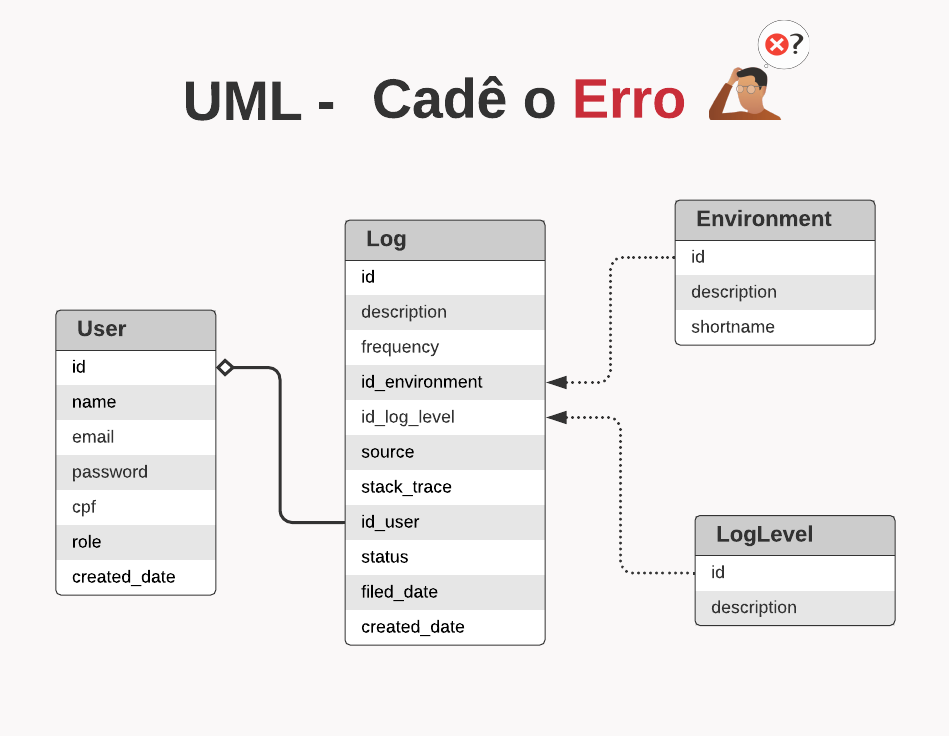 UML - Cadê o Erro
?
User
id
name
email
password
cpf
role
created_date
Log
id
description
frequency
id_environment
id_log_level
source
stack_trace
id_user
status
filed_date
created_date
Environment
id
description
shortname
LogLevel
id
description